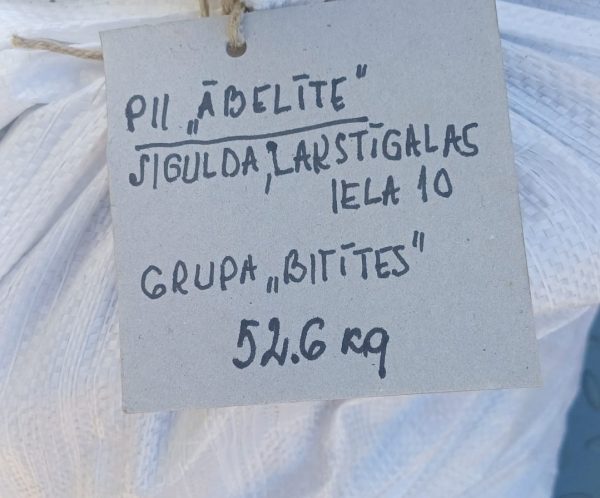 PII „ĀBELĪTE"
SIGULDA, LAKSTĪGALAS
IELA 10
GRUPA „BITĪTES"
52.6 kg